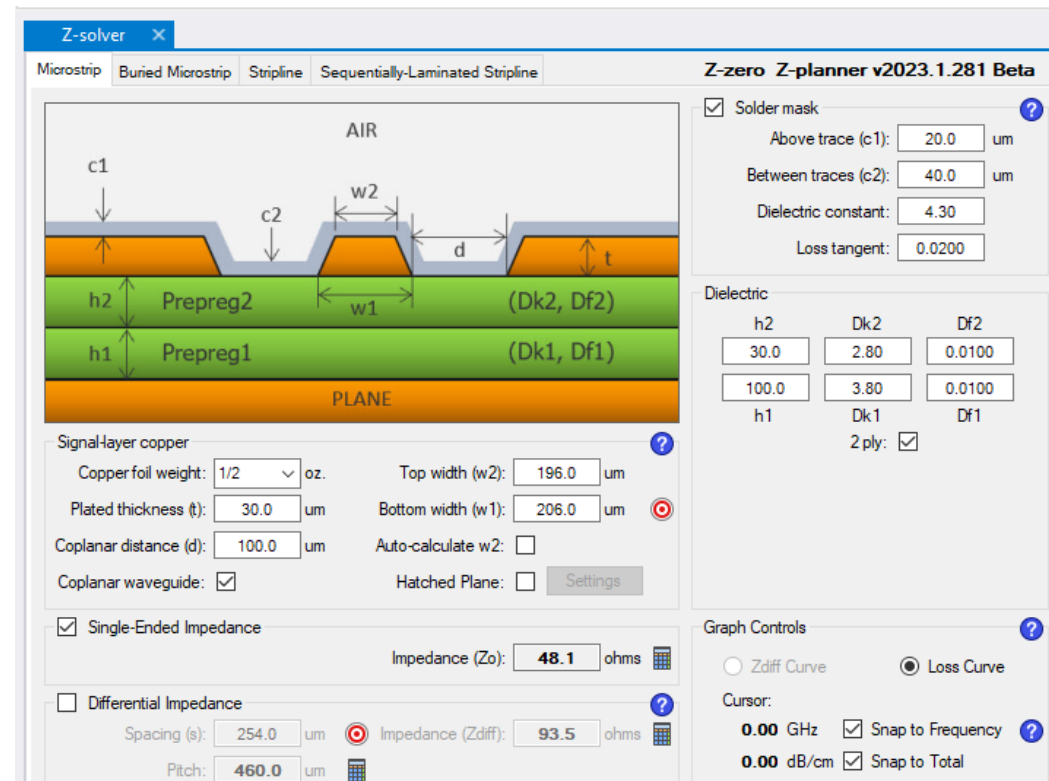 Z-solver
Microstrip Buried Microstrip Stripline Sequentially-Laminated Stripline Z-zero Z-planner v2023.1.281 Beta
AIR
c1
c2
w2
d
t
h2 Prepreg2 w1 (Dk2, Df2)
h1 Prepreg1 (Dk1, Df1)
PLANE
Solder mask ?
Above trace (c1): 20.0 um
Between traces (c2): 40.0 um
Dielectric constant: 4.30
Loss tangent: 0.0200
Dielectric
h2 Dk2 Df2
30.0 2.80 0.0100
100.0 3.80 0.0100
h1 Dk1 Df1
2 ply:
Signal-layer copper ?
Copper foil weight: 1/2 oz. Top width (w2): 196.0 um
Plated thickness (t): 30.0 um Bottom width (w1): 206.0 um
Coplanar distance (d): 100.0 um Auto-calculate w2:
Coplanar waveguide: Hatched Plane: Settings
Single-Ended Impedance
Impedance (Zo): 48.1 ohms
Differential Impedance ?
Spacing (s): 254.0 um Impedance (Zdiff): 93.5 ohms
Pitch: 460.0 um
Graph Controls ?
Zdiff Curve Loss Curve
Cursor:
0.00 GHz Snap to Frequency ?
0.00 dB/cm Snap to Total